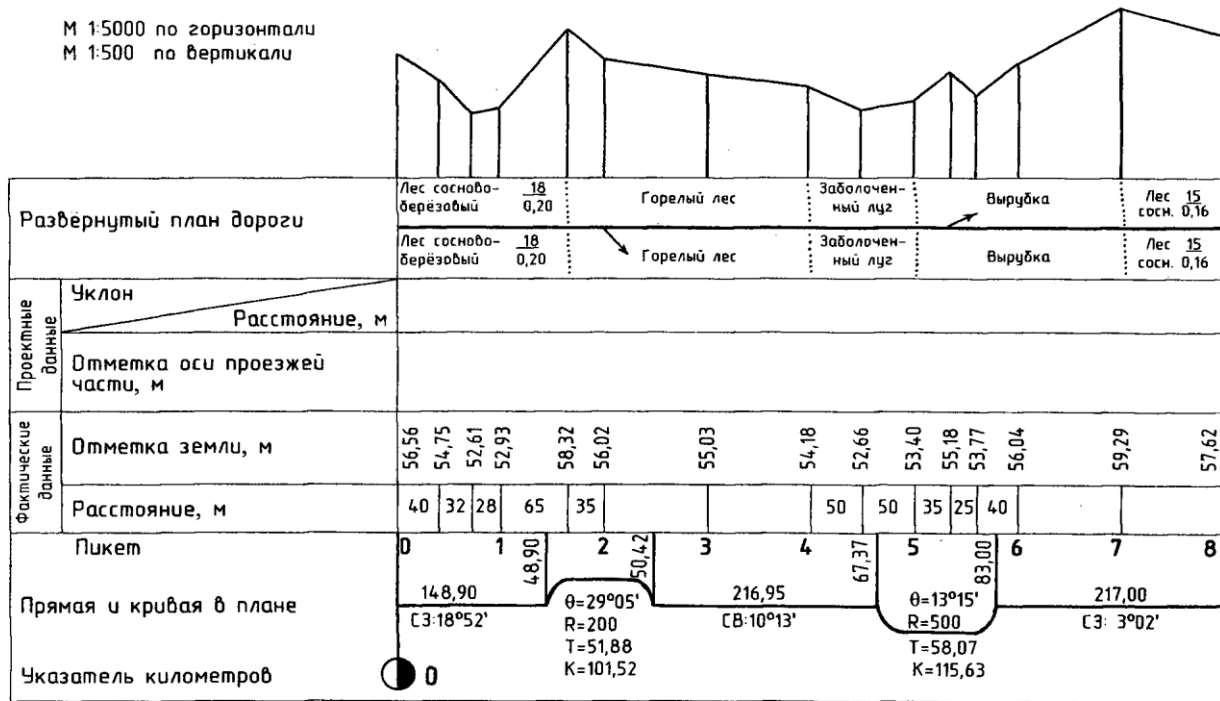 М 1:5000 по горизонтали
М 1:500 по вертикали
Развёрнутый план дороги
Лес сосново-
берёзовый
18
0,20
Горелый лес
Заболочен-
ный луг
Вырубка
Лес 15
сосн. 0,16
Лес сосново-
берёзовый
18
0,20
Горелый лес
Заболочен-
ный луг
Вырубка
Лес 15
сосн. 0,16
Проектные
данные
Уклон
Расстояние, м
Отметка оси проезжей
части, м
Фактические
данные
Отметка земли, м
56,56 54,75 52,61 52,93 58,32 56,02 55,03 54,18 52,66 53,40 55,18 53,77 56,04 59,29 57,62
Расстояние, м
40 32 28 65 35 50 50 35 25 40
Пикет
0 1 48,90 2 50,42 3 4 67,37 5 83,00 6 7 8
Прямая и кривая в плане
148,90
СЗ:18°52'
θ=29°05'
R=200
T=51,88
K=101,52
216,95
СВ:10°13'
θ=13°15'
R=500
T=58,07
K=115,63
217,00
СЭ: 3°02'
Указатель километров
0